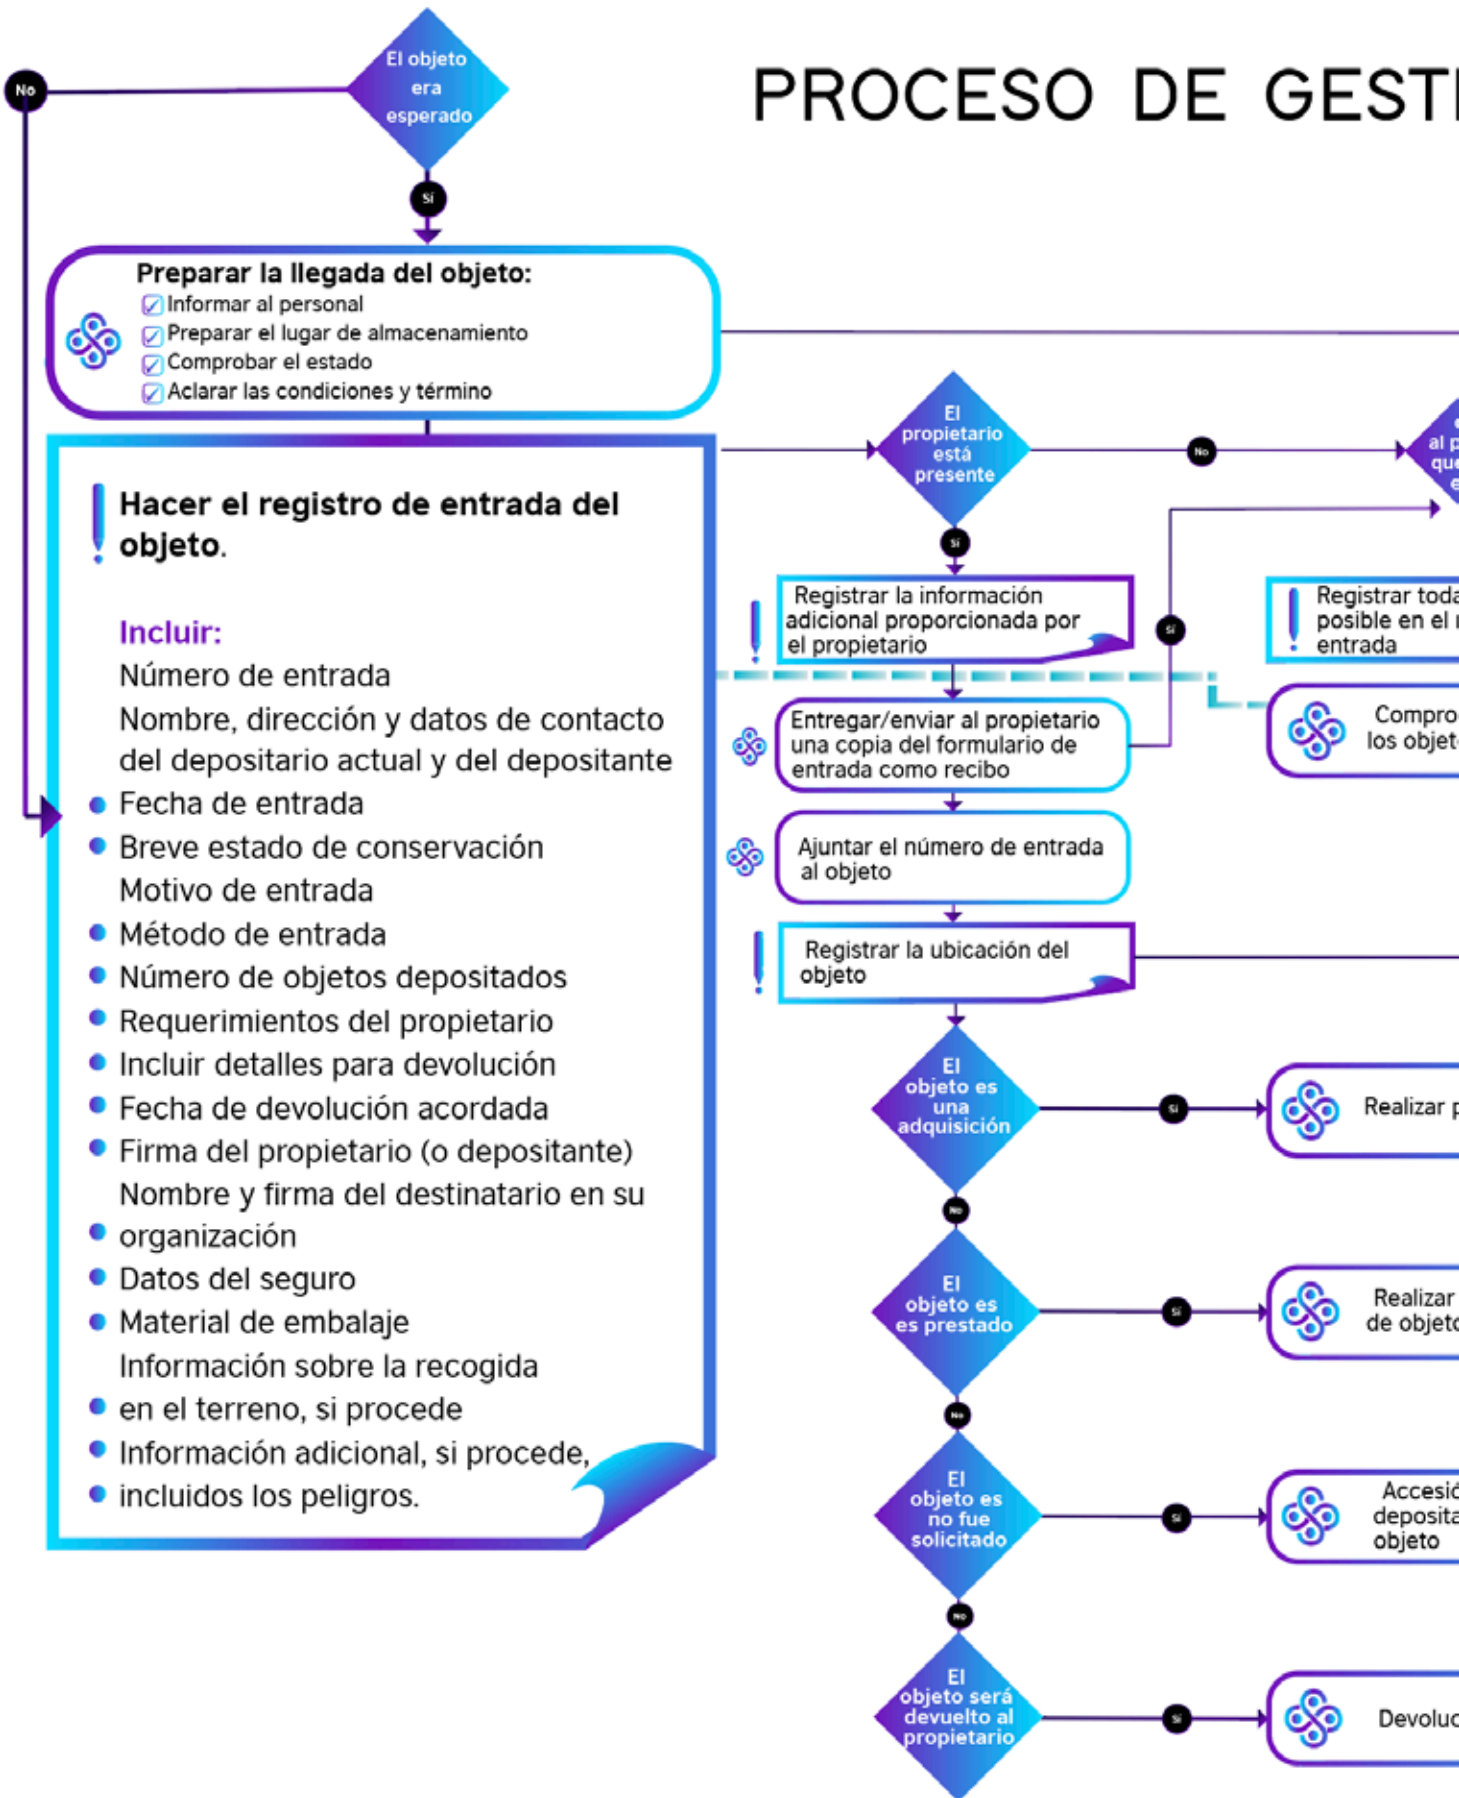 PROCESO DE GESTI
El objeto
era
esperado
No
Sí
Preparar la llegada del objeto:
Informar al personal
Preparar el lugar de almacenamiento
Comprobar el estado
Aclarar las condiciones y término
Hacer el registro de entrada del
objeto.
Incluir:
Número de entrada
Nombre, dirección y datos de contacto
del depositario actual y del depositante
Fecha de entrada
Breve estado de conservación
Motivo de entrada
Método de entrada
Número de objetos depositados
Requerimientos del propietario
Incluir detalles para devolución
Fecha de devolución acordada
Firma del propietario (o depositante)
Nombre y firma del destinatario en su
organización
Datos del seguro
Material de embalaje
Información sobre la recogida
en el terreno, si procede
Información adicional, si procede,
incluidos los peligros.
El
propietario
está
presente
No
al p
que
e
Sí
Registrar la información
adicional proporcionada por
el propietario
Sí
Registrar toda
posible en el
entrada
Entregar/enviar al propietario
una copia del formulario de
entrada como recibo
Compro
los objet
Ajuntar el número de entrada
al objeto
Registrar la ubicación del
objeto
El
objeto es
una
adquisición
Sí
Realizar p
No
El
objeto es
es prestado
Sí
Realizar
de objeto
No
El
objeto es
no fue
solicitado
Sí
Accesió
deposita
objeto
No
El
objeto será
devuelto al
propietario
Sí
Devoluc